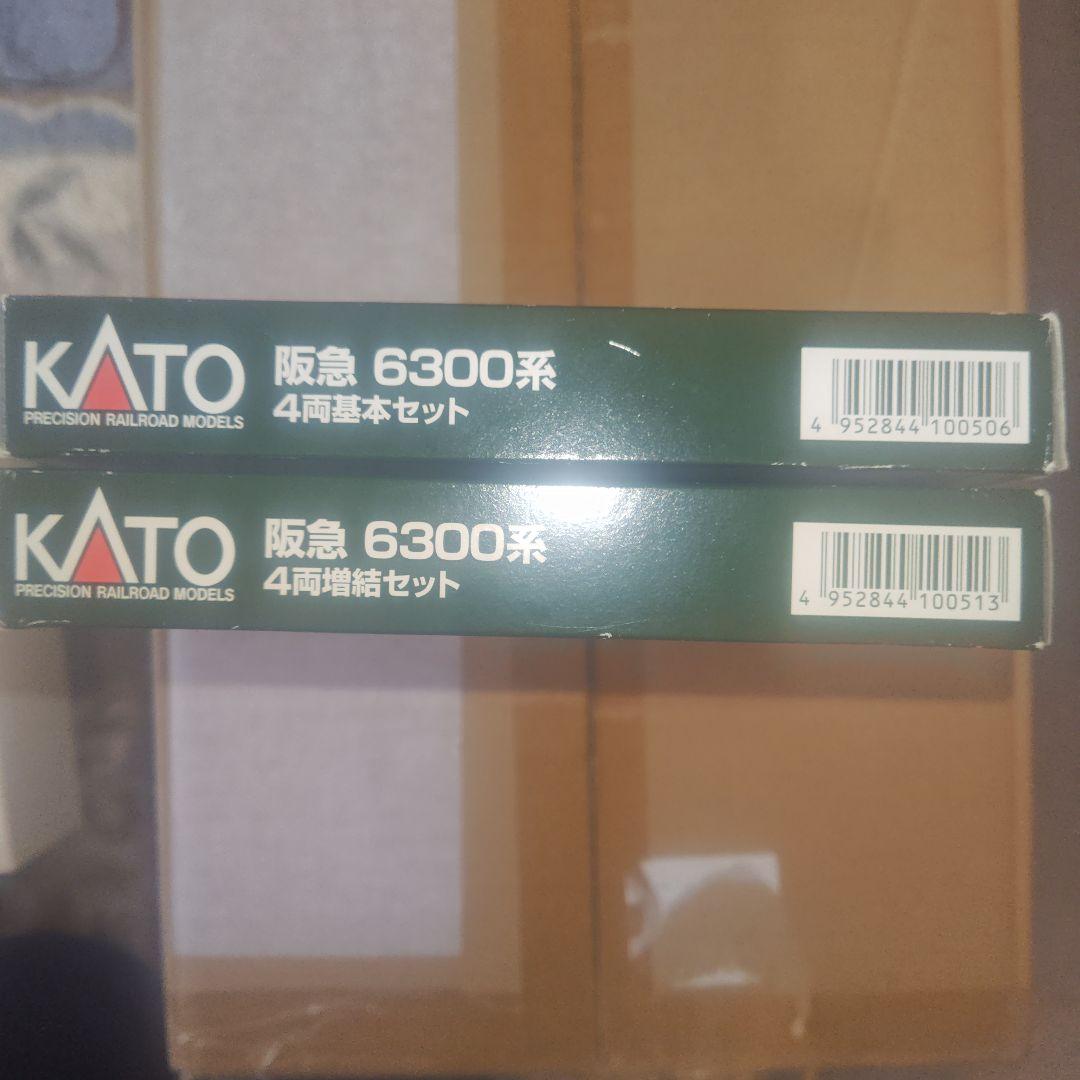 KATO
PRECISION RAILROAD MODELS
阪急 6300系
4両基本セット
4 952844 100506
KATO
PRECISION RAILROAD MODELS
阪急 6300系
4両増結セット
4 952844 100513